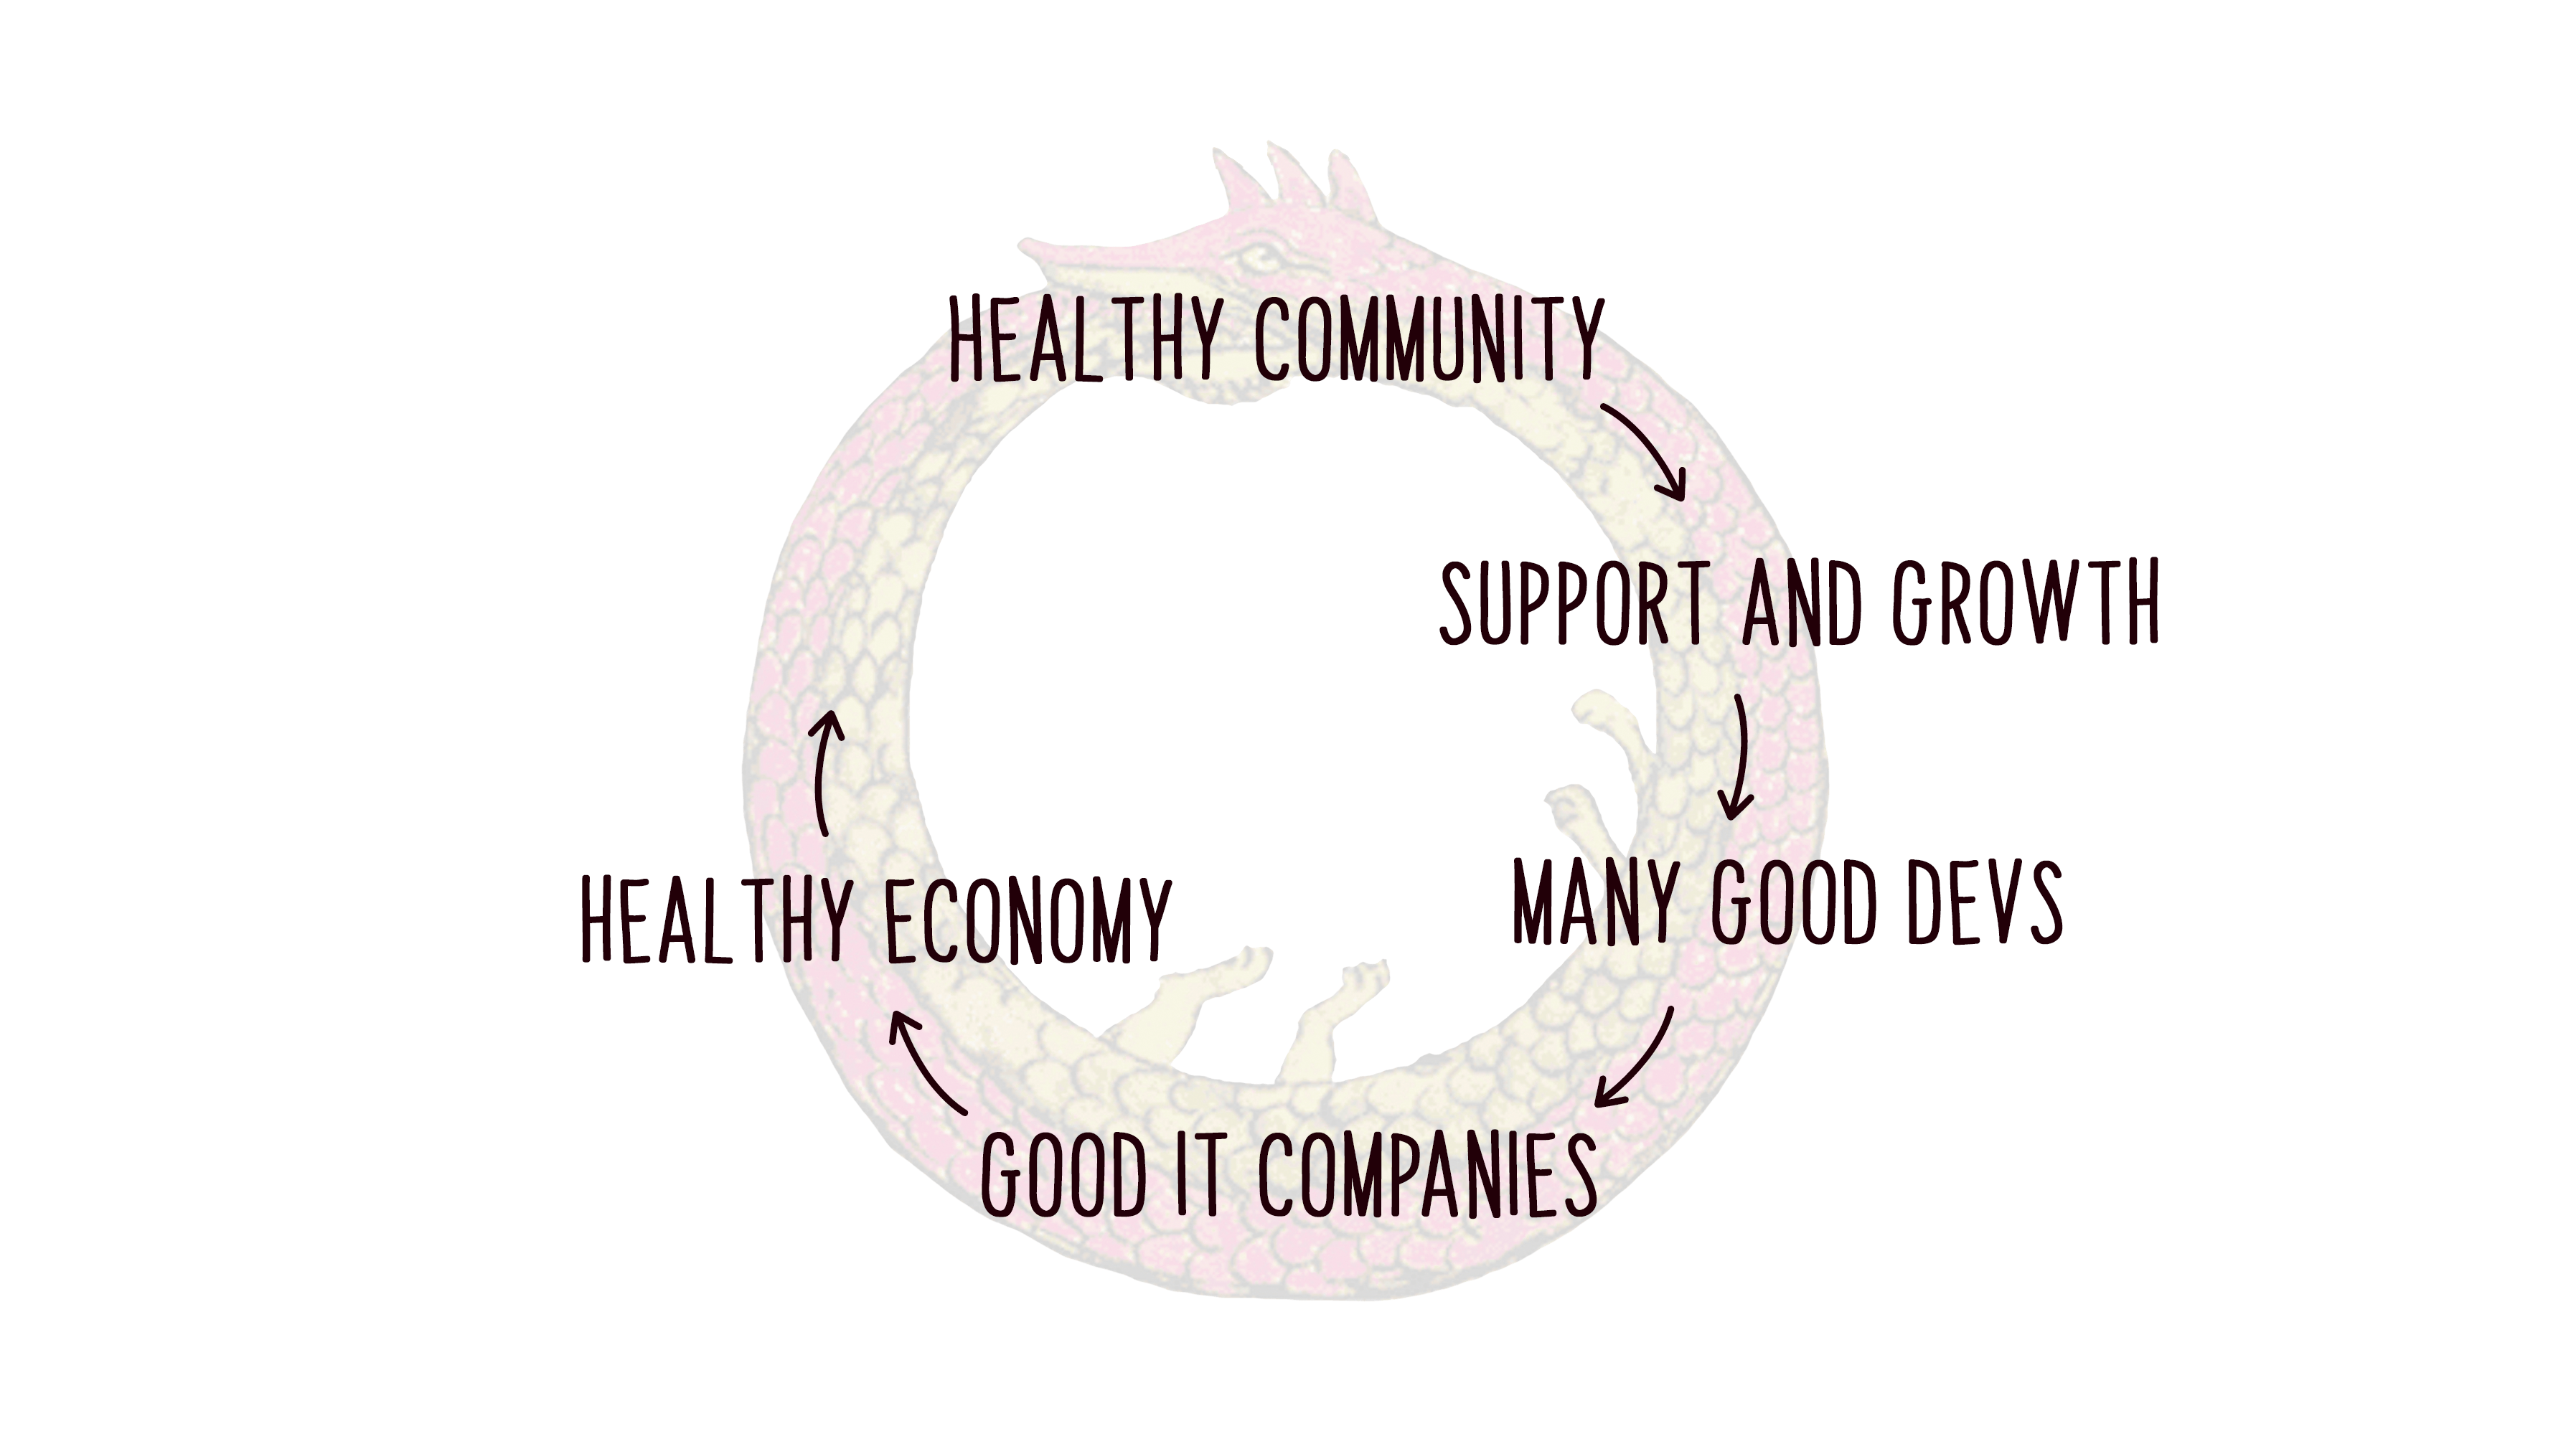 HEALTHY COMMUNITY
SUPPORT AND GROWTH
MANY GOOD DEVS
GOOD IT COMPANIES
HEALTHY ECONOMY